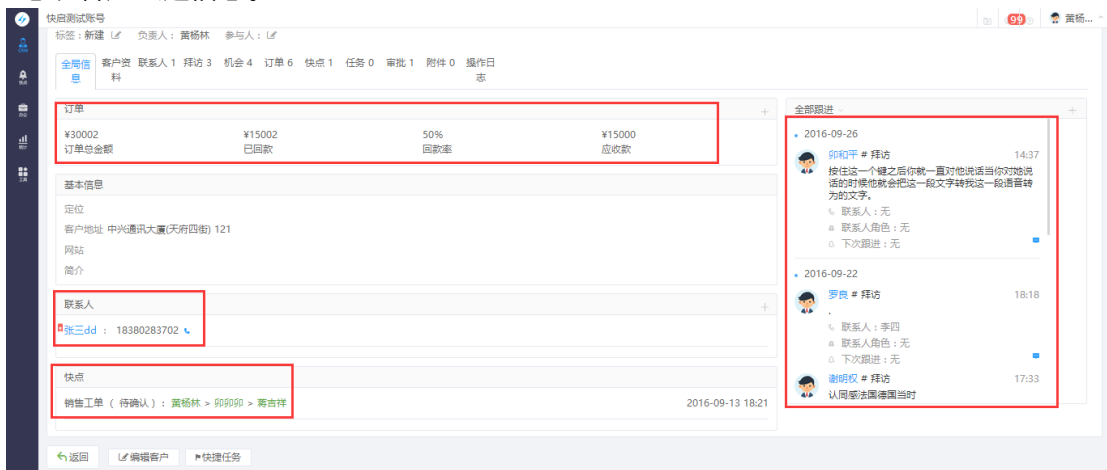 快启测试账号
99
黄杨...
标签：新建 负责人：黄杨林 参与人：
全局信息 客户资料 联系人 1 拜访 3 机会 4 订单 6 快点 1 任务 0 审批 1 附件 0 操作日志
订单
¥30002 ¥15002 50% ¥15000
订单总金额 已回款 回款率 应收款
基本信息
定位
客户地址 中兴通讯大廈(天府四街) 121
网站
简介
联系人
张三dd ： 18380283702
快点
销售工单 （ 待确认 ）：黄杨林 > 卯卯卯 > 蒋吉祥 2016-09-13 18:21
全部跟进
2016-09-26
卯和平 # 拜访 14:37
按住这一个键之后你就一直对他说话当你对她说
话的时候他就会把这一段文字转我这一段语音转
为的文字。
联系人：无
联系人角色：无
下次跟进：无
2016-09-22
罗良 # 拜访 18:18
.
联系人：李四
联系人角色：无
下次跟进：无
谢明权 # 拜访 17:33
认同感法国德国当时
返回 编辑客户 快捷任务